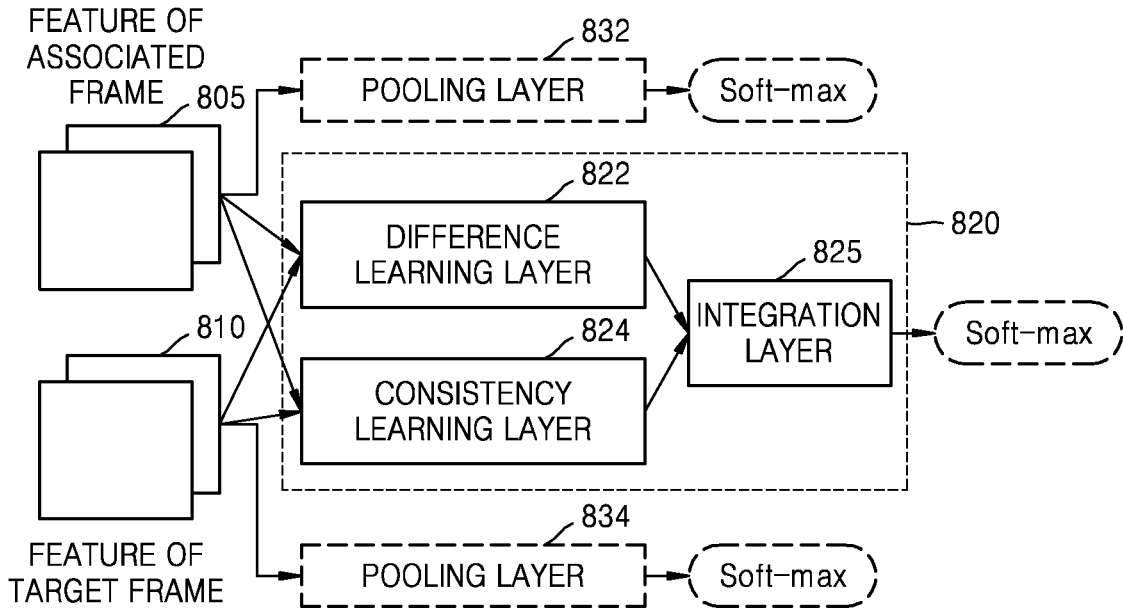 FEATURE OF
ASSOCIATED
FRAME
805
832
POOLING LAYER
Soft-max
822
DIFFERENCE
LEARNING LAYER
820
825
INTEGRATION
LAYER
Soft-max
810
824
CONSISTENCY
LEARNING LAYER
FEATURE OF
TARGET FRAME
834
POOLING LAYER
Soft-max